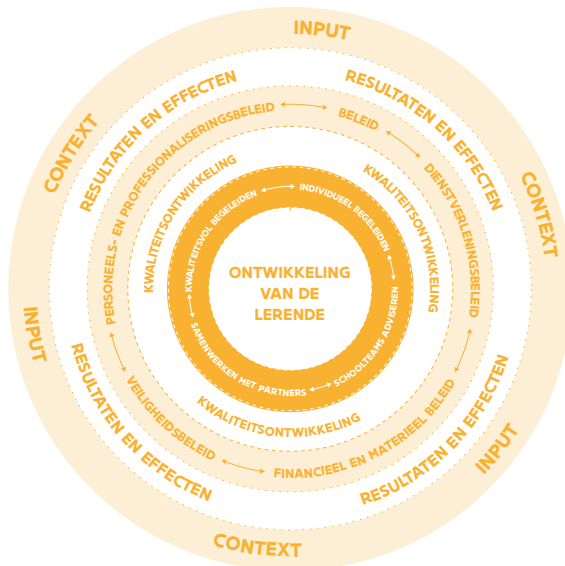 INPUT
CONTEXT
INPUT
CONTEXT
INPUT
CONTEXT
RESULTATEN EN EFFECTEN
RESULTATEN EN EFFECTEN
RESULTATEN EN EFFECTEN
RESULTATEN EN EFFECTEN
BELEID
DIENSTVERLENINGSBELEID
FINANCIEEL EN MATERIEEL BELEID
VEILIGHEIDSBELEID
PERSONEELS- EN PROFESSIONALISERINGSBELEID
KWALITEITSONTWIKKELING
KWALITEITSONTWIKKELING
KWALITEITSONTWIKKELING
INDIVIDUEEL BEGELEIDEN
SCHOOLTEAMS ADVISEREN
SAMENWERKEN MET PARTNERS
KWALITEITSVOL BEGELEIDEN
ONTWIKKELING
VAN DE
LERENDE